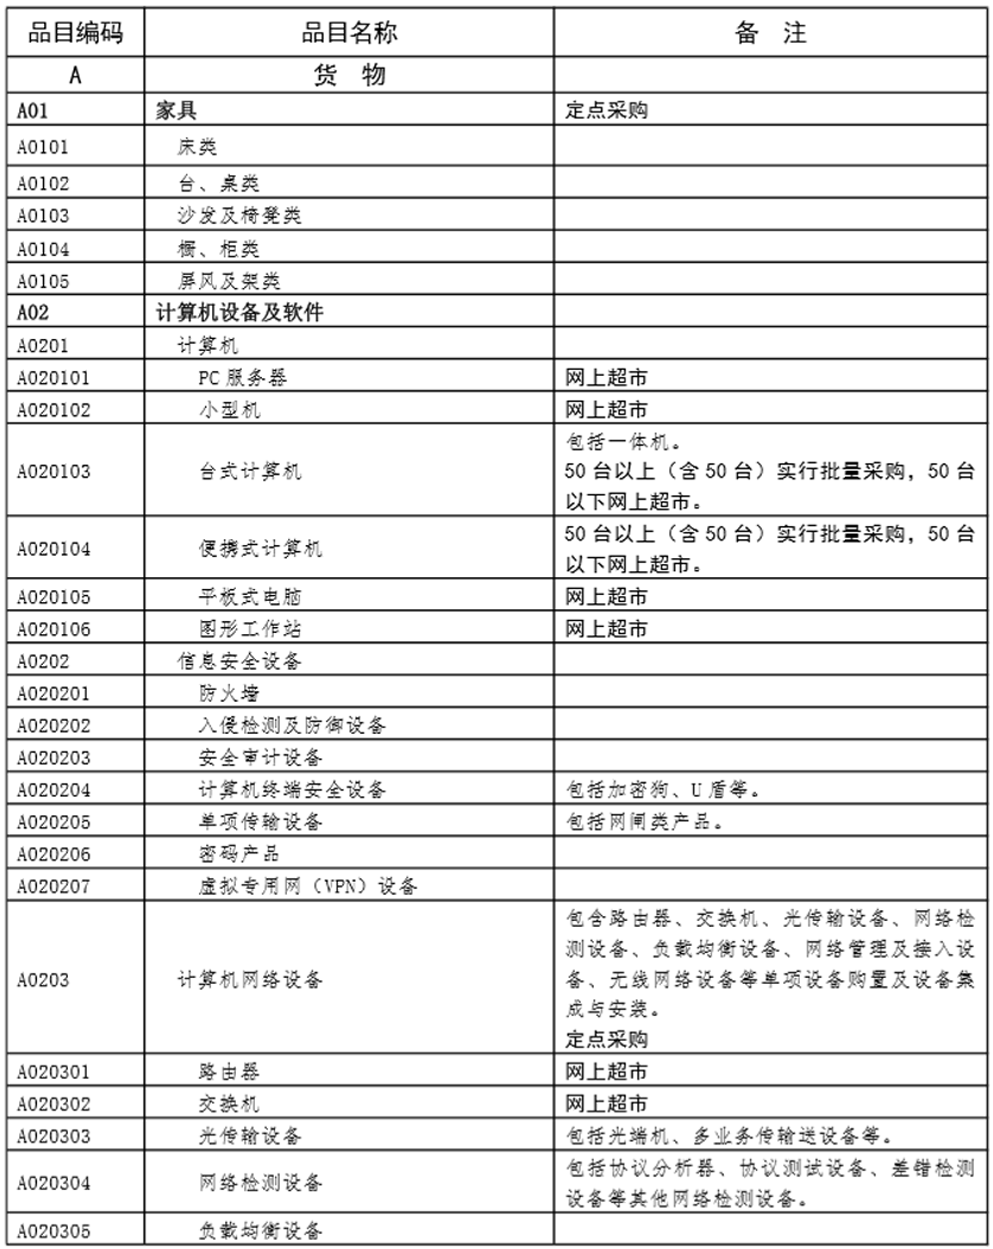 品目编码 品目名称 备 注
A 货 物
A01 家具 定点采购
A0101 床类
A0102 台、桌类
A0103 沙发及椅凳类
A0104 橱、柜类
A0105 屏风及架类
A02 计算机设备及软件
A0201 计算机
A020101 PC 服务器 网上超市
A020102 小型机 网上超市
A020103 台式计算机 包括一体机。
50 台以上（含 50 台）实行批量采购，50 台
以下网上超市。
A020104 便携式计算机 50 台以上（含 50 台）实行批量采购，50 台
以下网上超市。
A020105 平板式电脑 网上超市
A020106 图形工作站 网上超市
A0202 信息安全设备
A020201 防火墙
A020202 入侵检测及防御设备
A020203 安全审计设备
A020204 计算机终端安全设备 包括加密狗、U 盾等。
A020205 单项传输设备 包括网闸类产品。
A020206 密码产品
A020207 虚拟专用网（VPN）设备
A0203 计算机网络设备 包含路由器、交换机、光传输设备、网络检
测设备、负载均衡设备、网络管理及接入设
备、无线网络设备等单项设备购置及设备集
成与安装。
定点采购
A020301 路由器 网上超市
A020302 交换机 网上超市
A020303 光传输设备 包括光端机、多业务传输送设备等。
A020304 网络检测设备 包括协议分析器、协议测试设备、差错检测
设备等其他网络检测设备。
A020305 负载均衡设备